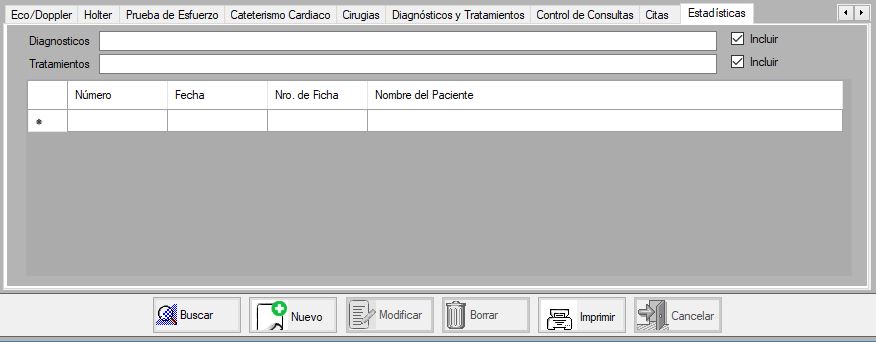 Eco/Doppler Holter Prueba de Esfuerzo Cateterismo Cardiaco Cirugias Diagnósticos y Tratamientos Control de Consultas Citas Estadísticas
Diagnosticos Incluir
Tratamientos Incluir
Número Fecha Nro. de Ficha Nombre del Paciente
Buscar Nuevo Modificar Borrar Imprimir Cancelar